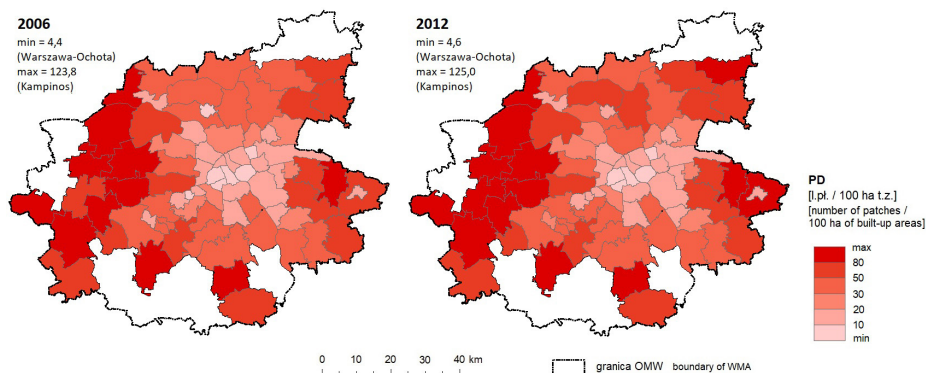 2006
min = 4,4
(Warszawa-Ochota)
max = 123,8
(Kampinos)
2012
min = 4,6
(Warszawa-Ochota)
max = 125,0
(Kampinos)
PD
[l.pł. / 100 ha t.z.]
[number of patches /
100 ha of built-up areas]
max
80
50
30
20
10
min
0 10 20 30 40 km
granica OMW boundary of WMA